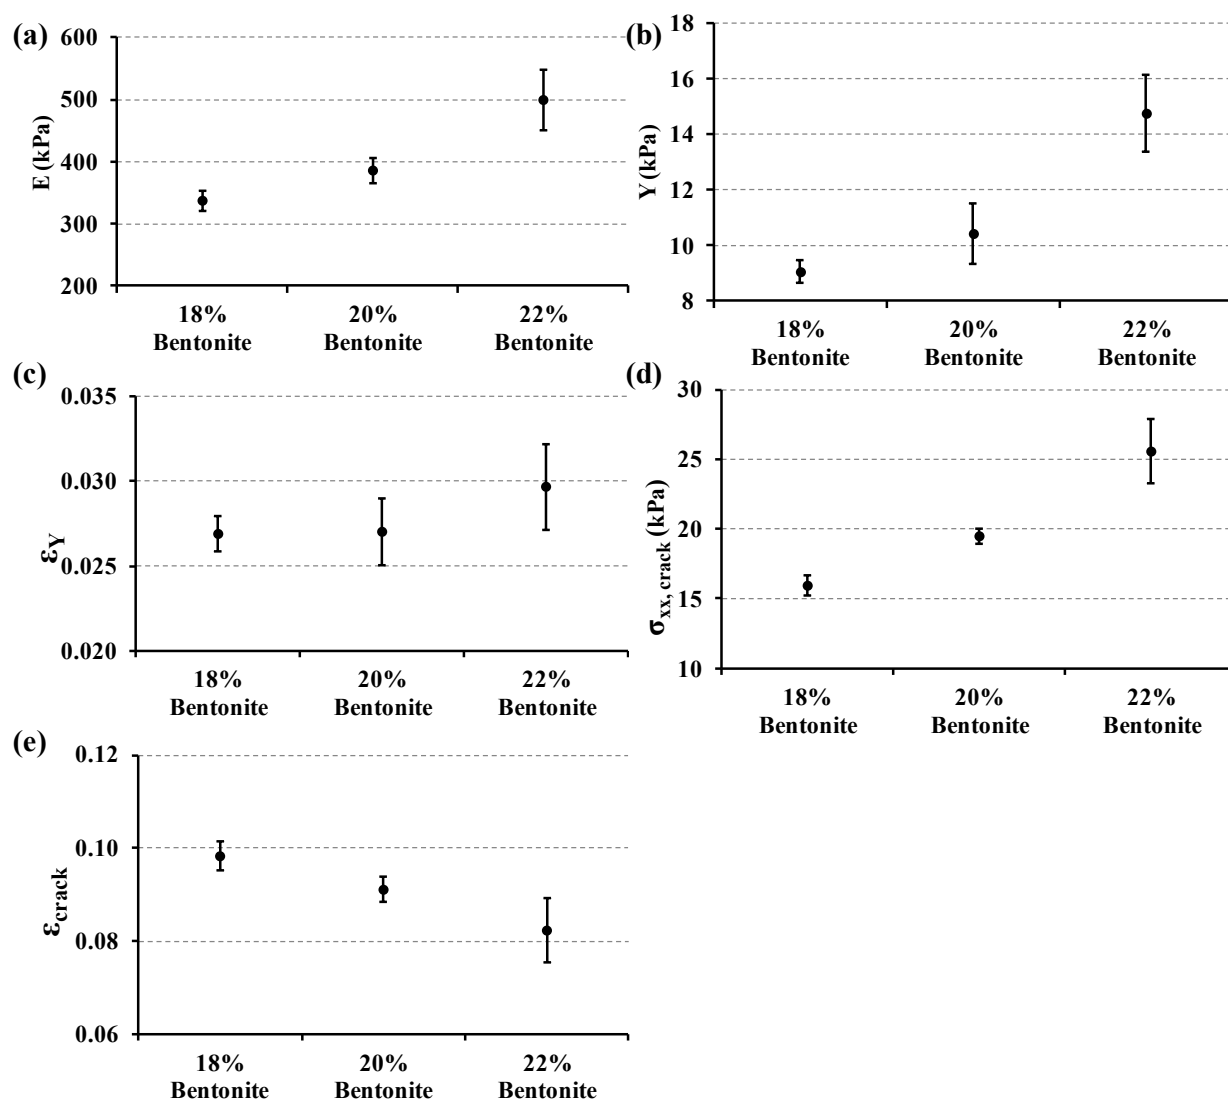 (a)
E (kPa)
600
500
400
300
200
18%
Bentonite
20%
Bentonite
22%
Bentonite
(b)
Y (kPa)
18
16
14
12
10
8
18%
Bentonite
20%
Bentonite
22%
Bentonite
(c)
εY
0.035
0.030
0.025
0.020
18%
Bentonite
20%
Bentonite
22%
Bentonite
(d)
σxx, crack (kPa)
30
25
20
15
10
18%
Bentonite
20%
Bentonite
22%
Bentonite
(e)
εcrack
0.12
0.10
0.08
0.06
18%
Bentonite
20%
Bentonite
22%
Bentonite